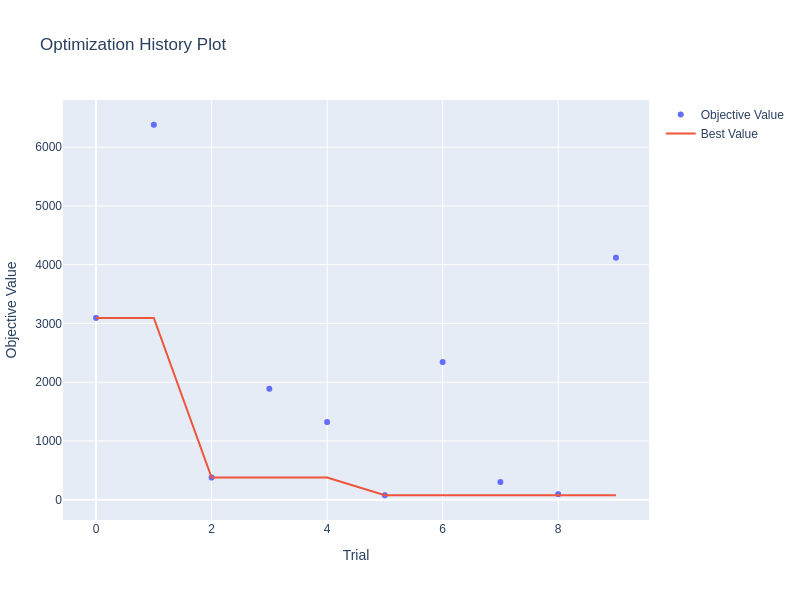 Optimization History Plot
Objective Value
Best Value
6000
5000
4000
3000
2000
1000
0
Objective Value
0 2 4 6 8
Trial